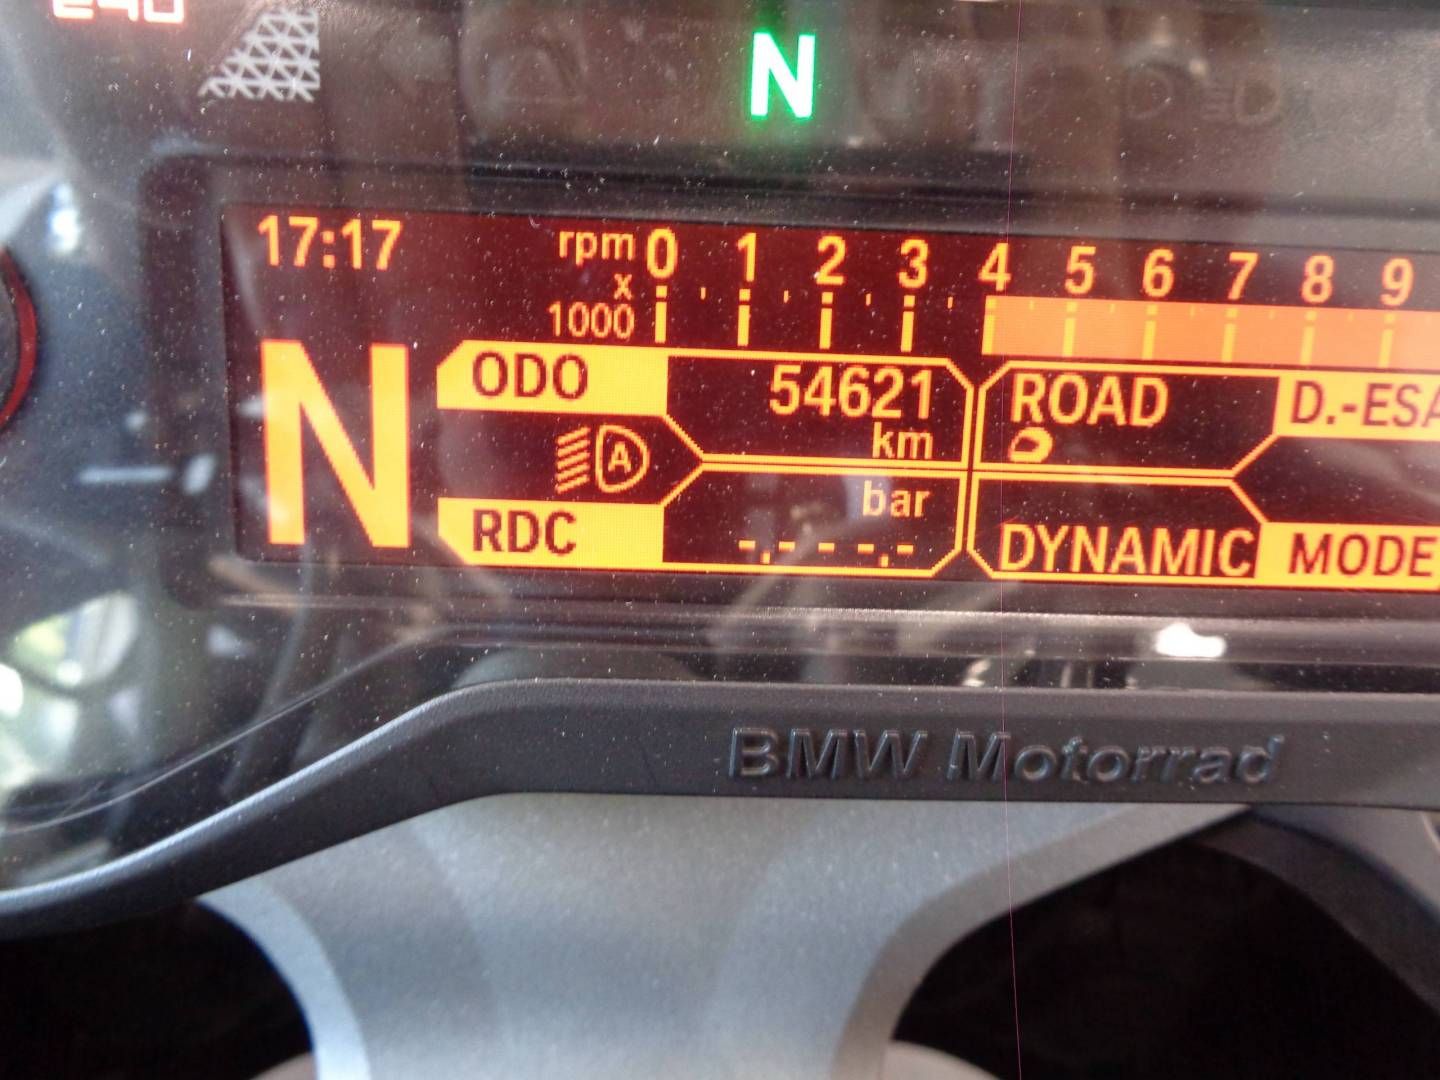 240
N
17:17
rpm x 1000
0 1 2 3 4 5 6 7 8 9
N
ODO 54621 km
A
RDC bar -.- - -.-
ROAD D.-ESA
DYNAMIC MODE
BMW Motorrad